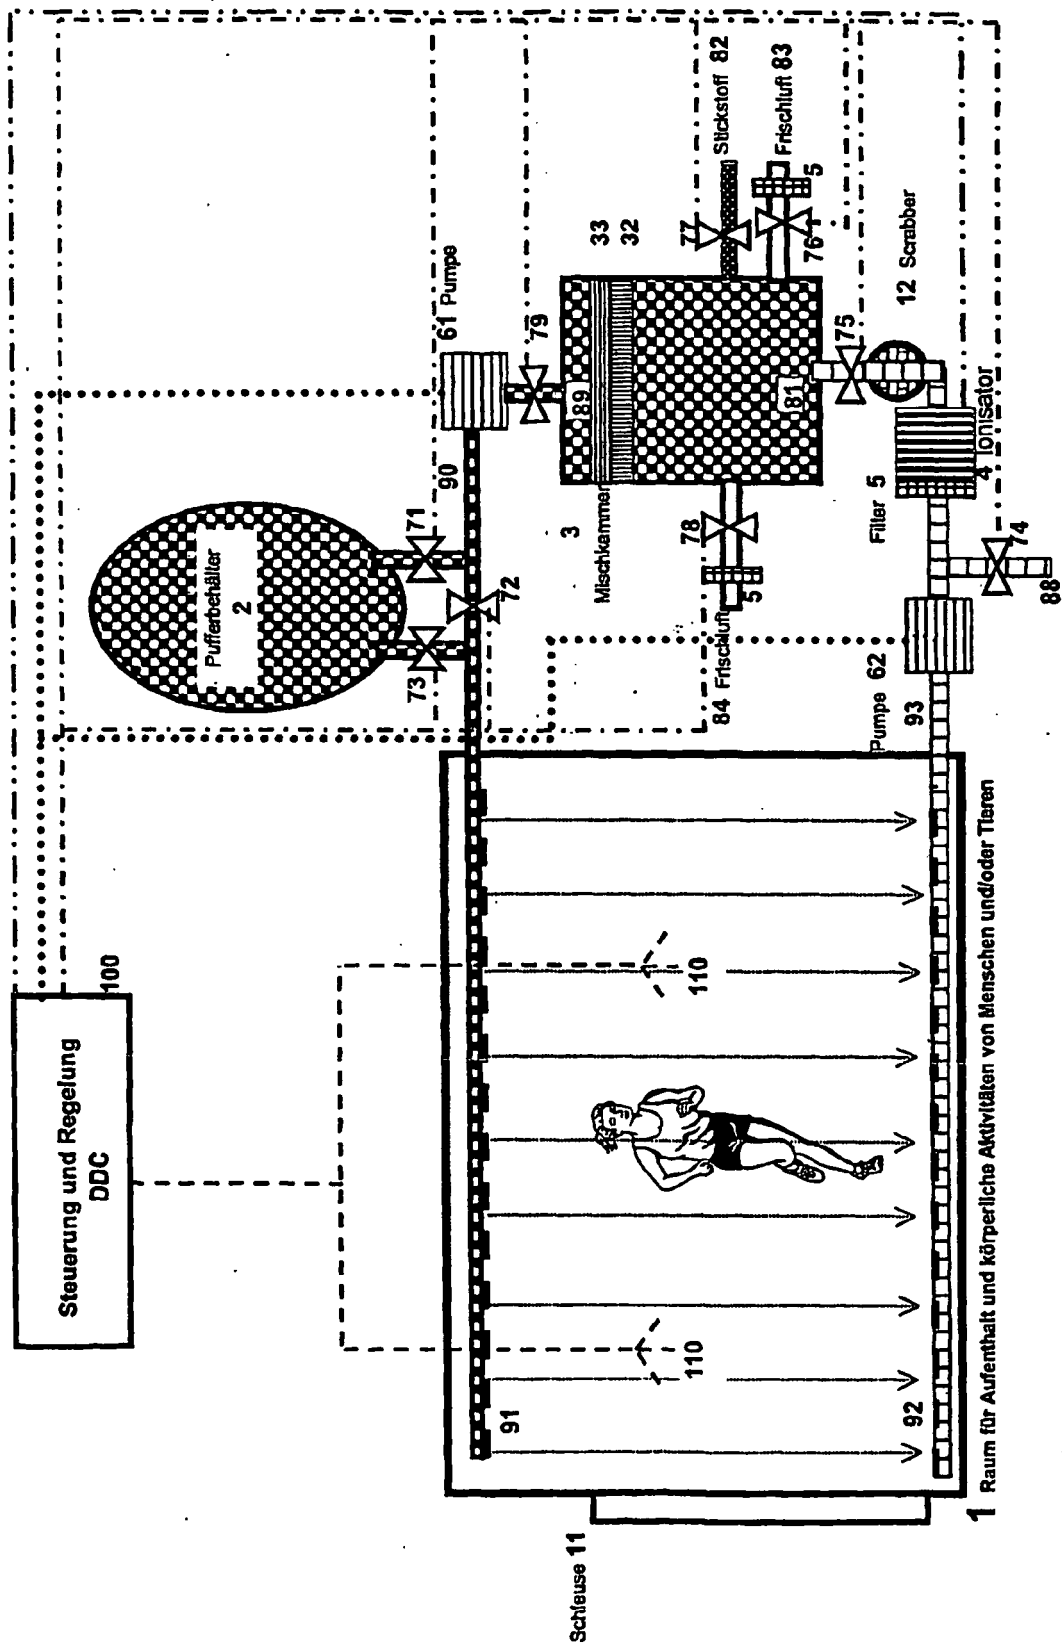 Steuerung und Regelung
DDC
100
Pufferbehälter
2
71
72
73
90
61 Pumpe
79
89
33
32
3
Mischkammer
77
Stickstoff 82
Frischluft 83
5
76
78
5
84 Frischluft
81
75
12 Scrabber
4 Ionisator
Filter 5
74
88
Pumpe 62
93
91
92
110
110
Schleuse 11
1 Raum für Aufenthalt und körperliche Aktivitäten von Menschen und/oder Tieren